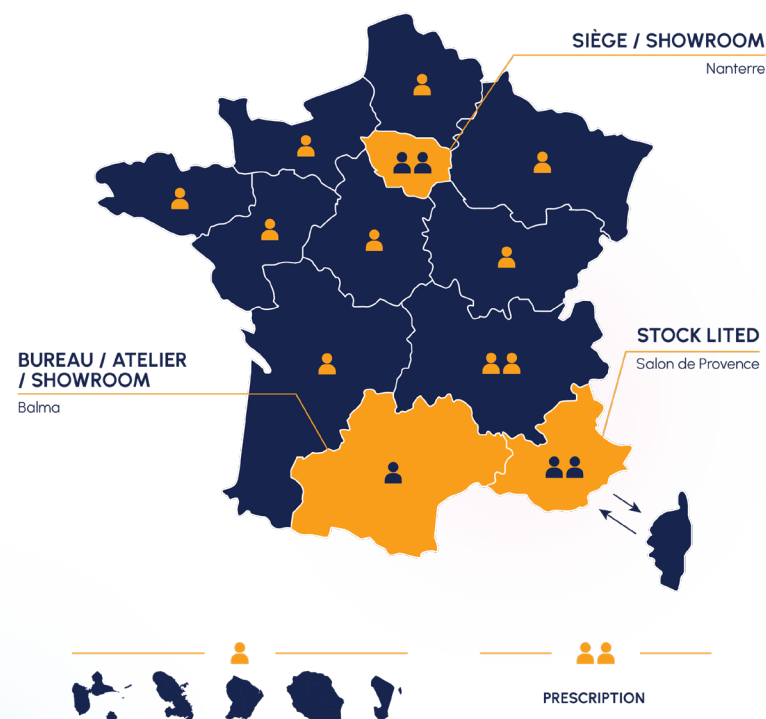 SIÈGE / SHOWROOM
Nanterre
STOCK LITED
Salon de Provence
BUREAU / ATELIER
/ SHOWROOM
Balma
PRESCRIPTION